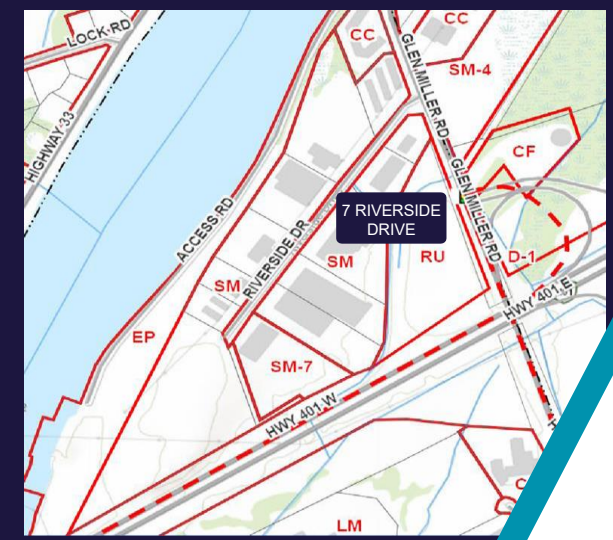 LOCK RD
HIGHWAY 33
CC
CC
GLEN MILLER RD
SM-4
GLEN MILLER RD
CF
ACCESS RD
7 RIVERSIDE
DRIVE
RIVERSIDE DR
SM
SM
RU
D-1
HWY 401 E
EP
SM-7
HWY 401 W
LM